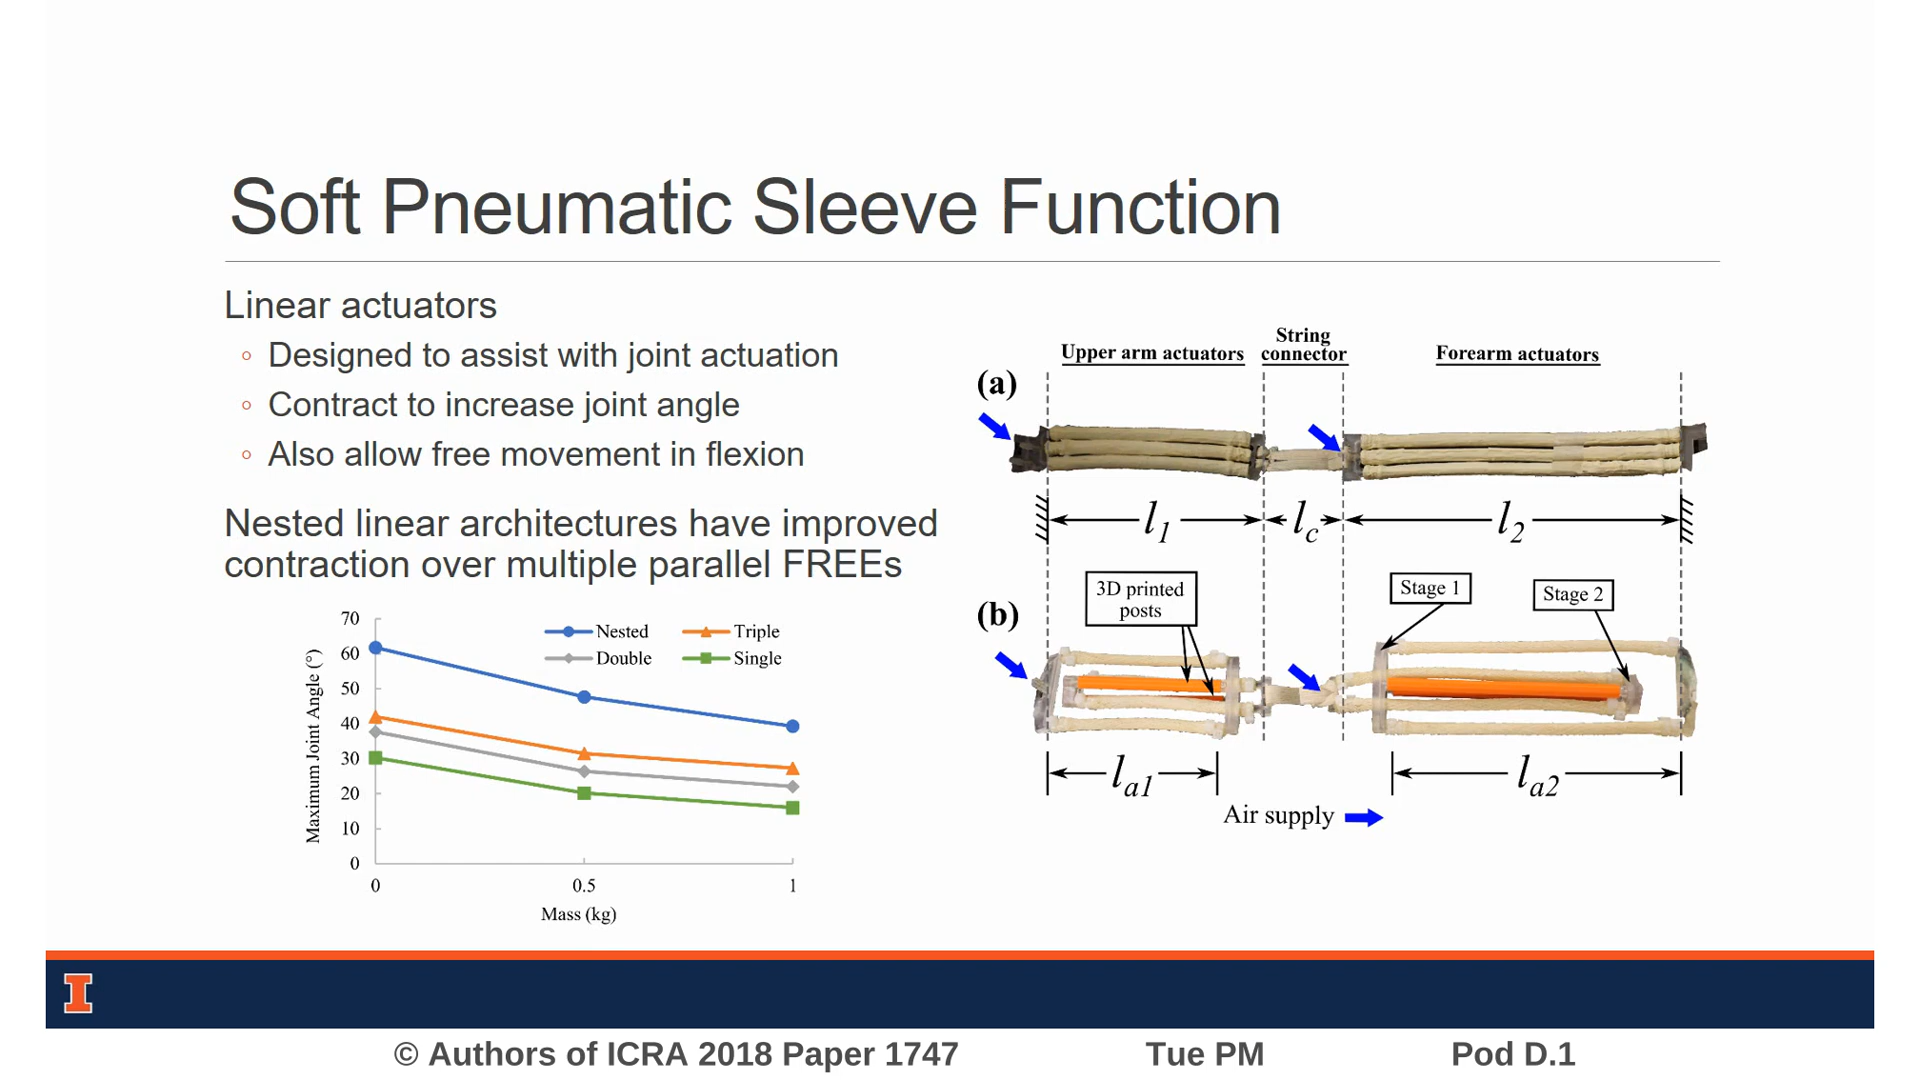 Soft Pneumatic Sleeve Function
Linear actuators
◦ Designed to assist with joint actuation
◦ Contract to increase joint angle
◦ Also allow free movement in flexion
Nested linear architectures have improved
contraction over multiple parallel FREEs
70
60
50
40
30
20
10
0
Maximum Joint Angle (°)
Nested
Triple
Double
Single
0
0.5
1
Mass (kg)
Upper arm actuators
String
connector
Forearm actuators
(a)
l1
lc
l2
(b)
3D printed
posts
Stage 1
Stage 2
la1
la2
Air supply
I
© Authors of ICRA 2018 Paper 1747 Tue PM Pod D.1